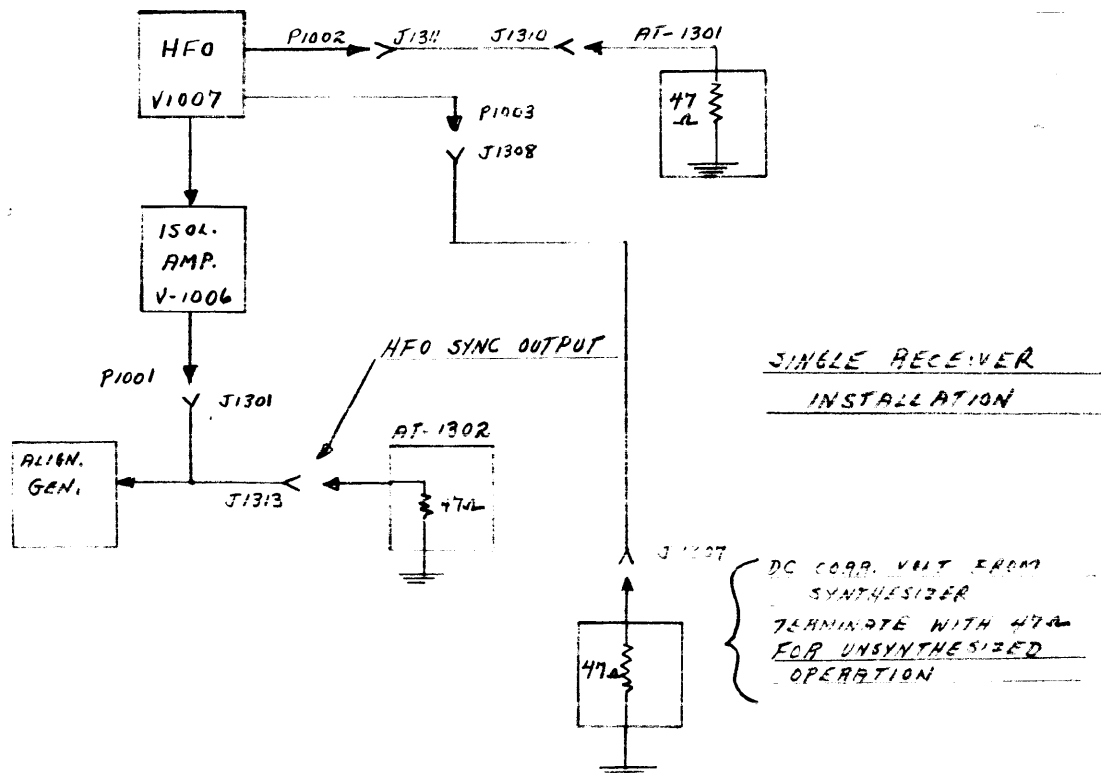 HFO
V1007
P1002
J1311
J1310
AT-1301
47
Ω
P1003
J1308
ISOL.
AMP.
V-1006
P1001
J1301
HFO SYNC OUTPUT
SINGLE RECEIVER
INSTALLATION
ALIGN.
GEN.
J1313
AT-1302
47Ω
J1307
47Ω
DC CORR. VOLT FROM
SYNTHESIZER
TERMINATE WITH 47Ω
FOR UNSYNTHESIZED
OPERATION